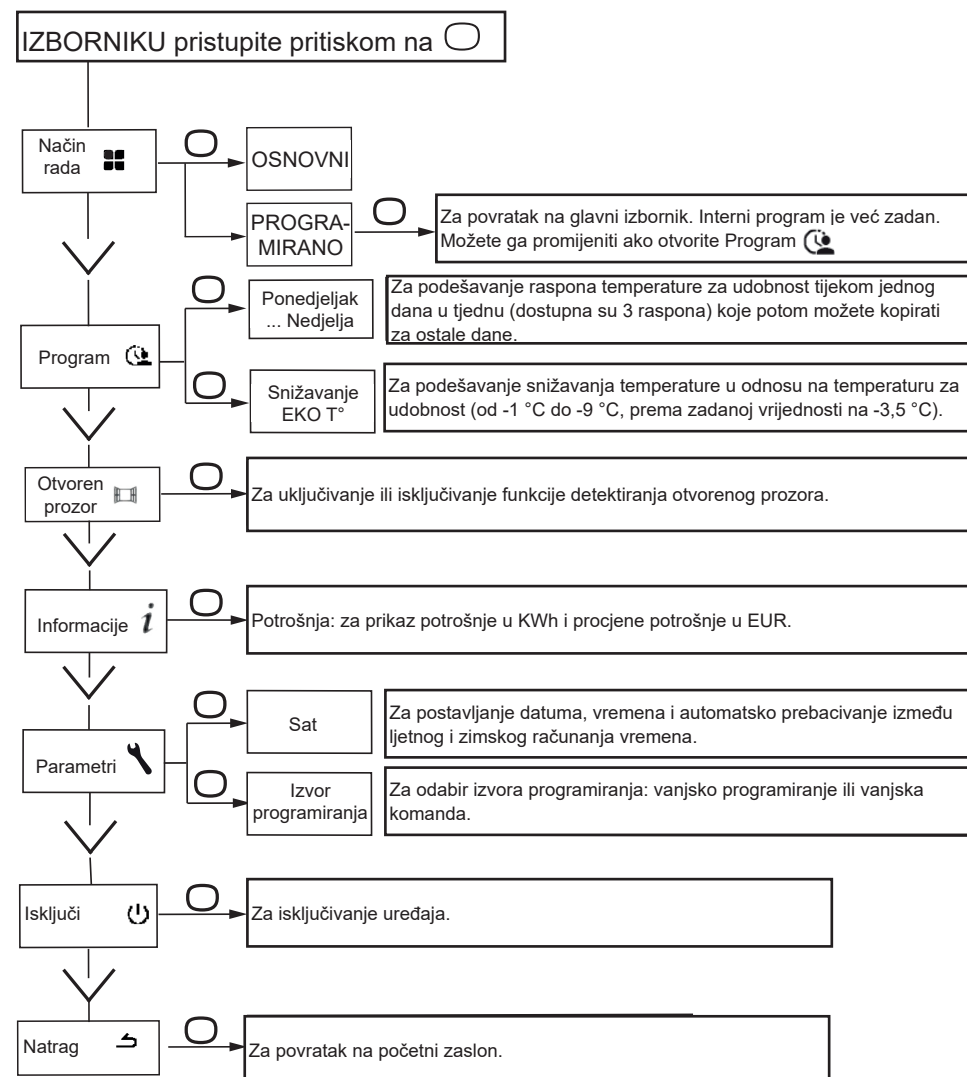 IZBORNIKU pristupite pritiskom na
Način
rada
OSNOVNI
PROGRA-
MIRANO
Za povratak na glavni izbornik. Interni program je već zadan.
Možete ga promijeniti ako otvorite Program
Program
Ponedjeljak
... Nedjelja
Za podešavanje raspona temperature za udobnost tijekom jednog
dana u tjednu (dostupna su 3 raspona) koje potom možete kopirati
za ostale dane.
Snižavanje
EKO T°
Za podešavanje snižavanja temperature u odnosu na temperaturu za
udobnost (od -1 °C do -9 °C, prema zadanoj vrijednosti na -3,5 °C).
Otvoren
prozor
Za uključivanje ili isključivanje funkcije detektiranja otvorenog prozora.
Informacije i
Potrošnja: za prikaz potrošnje u KWh i procjene potrošnje u EUR.
Parametri
Sat
Za postavljanje datuma, vremena i automatsko prebacivanje između
ljetnog i zimskog računanja vremena.
Izvor
programiranja
Za odabir izvora programiranja: vanjsko programiranje ili vanjska
komanda.
Isključi
Za isključivanje uređaja.
Natrag
Za povratak na početni zaslon.